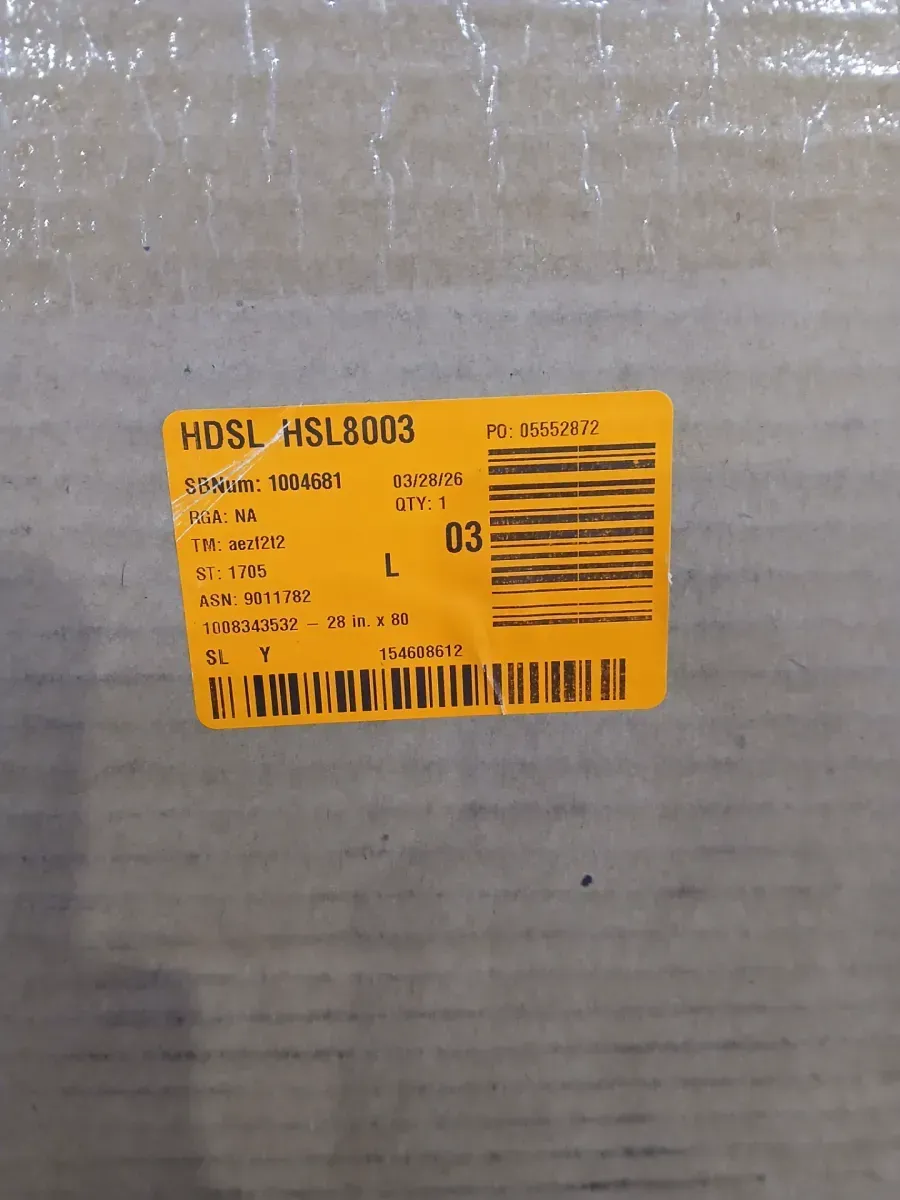 HDSL HSL8003
PO: 05552872
SBNum: 1004681
03/28/26
RGA: NA
QTY: 1
TM: aezf2f2
03
ST: 1705
L
ASN: 9011782
1008343532 – 28 in. x 80
SL Y
154608612